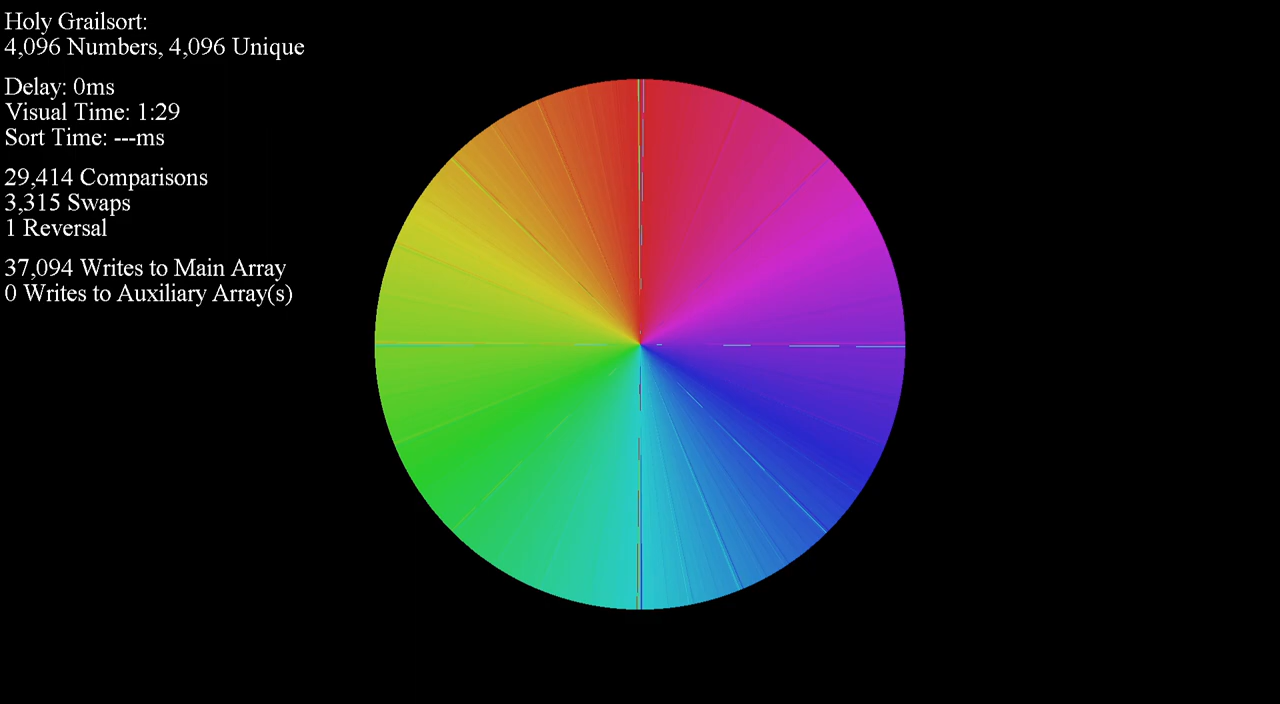 Holy Grailsort:
4,096 Numbers, 4,096 Unique
Delay: 0ms
Visual Time: 1:29
Sort Time: ---ms
29,414 Comparisons
3,315 Swaps
1 Reversal
37,094 Writes to Main Array
0 Writes to Auxiliary Array(s)